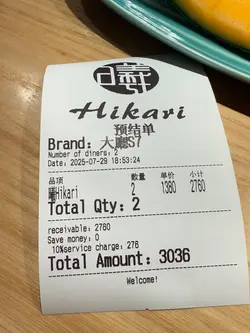 Hikari
预结单
Brand: 大廳S7
Number of diners: 2
Date: 2025-07-29 18:53:24
品項 数量 单价 小计
Hikari 2 1380 2760
Total Qty: 2
receivable: 2760
Save money: 0
10%service charge: 276
Total Amount: 3036
Welcome!